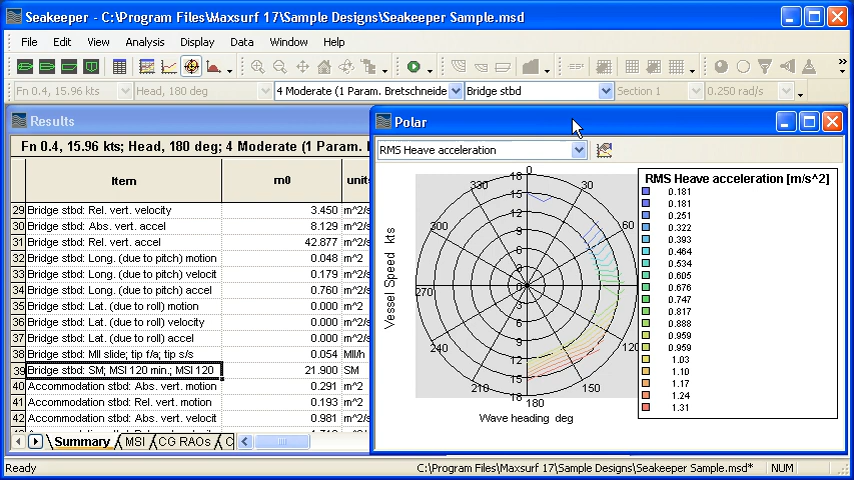 Seakeeper - C:\Program Files\Maxsurf 17\Sample Designs\Seakeeper Sample.msd
File Edit View Analysis Display Data Window Help
Fn 0.4, 15.96 kts Head, 180 deg 4 Moderate (1 Param. Bretschneide Bridge stbd Section 1 0.250 rad/s
Results
Fn 0.4, 15.96 kts; Head, 180 deg; 4 Moderate (1 Param.
Item m0 units
29 Bridge stbd: Rel. vert. velocity 3.450 m^2/s
30 Bridge stbd: Abs. vert. accel 8.129 m^2/s
31 Bridge stbd: Rel. vert. accel 42.877 m^2/s
32 Bridge stbd: Long. (due to pitch) motion 0.048 m^2
33 Bridge stbd: Long. (due to pitch) velocit 0.179 m^2/s
34 Bridge stbd: Long. (due to pitch) accel 0.760 m^2/s
35 Bridge stbd: Lat. (due to roll) motion 0.000 m^2
36 Bridge stbd: Lat. (due to roll) velocity 0.000 m^2/s
37 Bridge stbd: Lat. (due to roll) accel 0.000 m^2/s
38 Bridge stbd: MII slide; tip f/a; tip s/s 0.054 MII/h
39 Bridge stbd: SM; MSI 120 min.; MSI 120 21.900 SM
40 Accommodation stbd: Abs. vert. motion 0.291 m^2
41 Accommodation stbd: Rel. vert. motion 0.193 m^2
42 Accommodation stbd: Abs. vert. velocit 0.981 m^2/s
Summary MSI CG RAOs C
Polar
RMS Heave acceleration
Vessel Speed kts
0
30
60
120
150
180
210
240
270
300
330
18
15
12
9
6
3
0
3
6
9
12
15
18
Wave heading deg
RMS Heave acceleration [m/s^2]
0.181
0.181
0.251
0.322
0.393
0.464
0.534
0.605
0.676
0.747
0.817
0.888
0.959
0.959
1.03
1.10
1.17
1.24
1.31
Ready C:\Program Files\Maxsurf 17\Sample Designs\Seakeeper Sample.msd* NUM